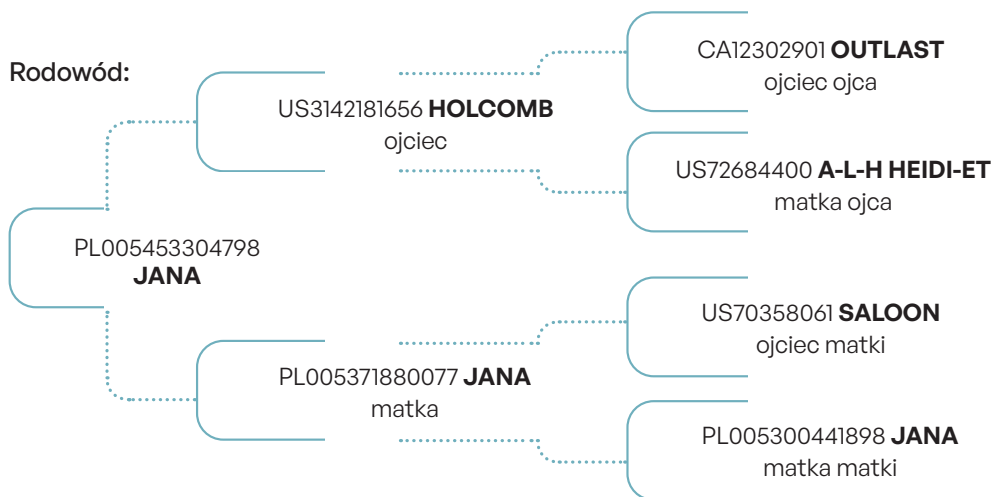 Rodowód:
CA12302901 OUTLAST
ojciec ojca
US3142181656 HOLCOMB
ojciec
US72684400 A-L-H HEIDI-ET
matka ojca
PL005453304798
JANA
US70358061 SALOON
ojciec matki
PL005371880077 JANA
matka
PL005300441898 JANA
matka matki